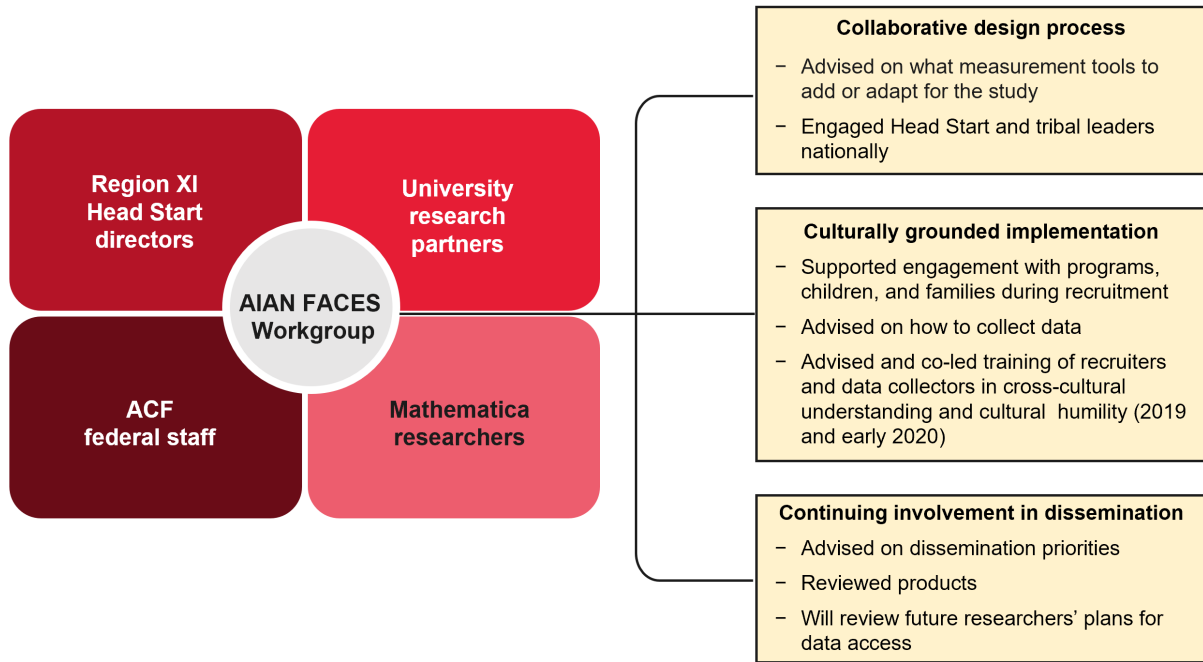 Region XI
Head Start
directors
University
research
partners
AIAN FACES
Workgroup
ACF
federal staff
Mathematica
researchers
Collaborative design process
− Advised on what measurement tools to
add or adapt for the study
− Engaged Head Start and tribal leaders
nationally
Culturally grounded implementation
− Supported engagement with programs,
children, and families during recruitment
− Advised on how to collect data
− Advised and co-led training of recruiters
and data collectors in cross-cultural
understanding and cultural humility (2019
and early 2020)
Continuing involvement in dissemination
− Advised on dissemination priorities
− Reviewed products
− Will review future researchers’ plans for
data access